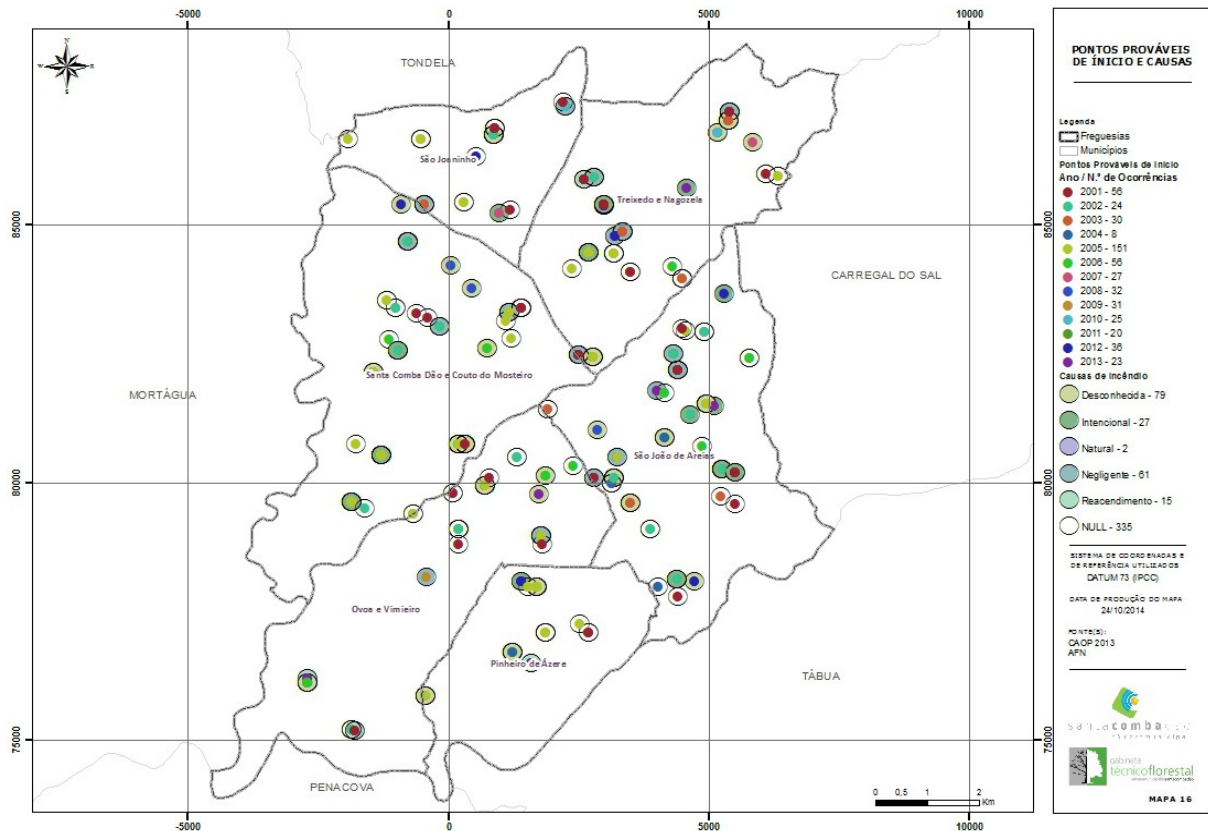 -5000
0
5000
10000
PONTOS PROVÁVEIS
DE ÍNICIO E CAUSAS
N
W
E
S
TONDELA
São Joaninho
Treixedo e Nagozela
85000
85000
CARREGAL DO SAL
MORTÁGUA
Santa Comba Dão e Couto do Mosteiro
São João de Areias
80000
80000
Ovoa e Vimieiro
Pinheiro de Ázere
TÁBUA
75000
75000
PENACOVA
0
0,5
1
2
Km
-5000
0
5000
10000
Legenda
Freguesias
Municípios
Pontos Prováveis de Inicio
Ano / N.º de Ocorrências
2001 - 56
2002 - 24
2003 - 30
2004 - 8
2005 - 151
2006 - 56
2007 - 27
2008 - 32
2009 - 31
2010 - 25
2011 - 20
2012 - 36
2013 - 23
Causas de Incêndio
Desconhecida - 79
Intencional - 27
Natural - 2
Negligente - 61
Reacendimento - 15
NULL - 335
SISTEMA DE COORDENADAS E
DE REFERÊNCIA UTILIZADOS
DATUM 73 (IPCC)
DATA DE PRODUÇÃO DO MAPA
24/10/2014
FONTE(S):
CAOP 2013
AFN
santacombadão
gabinete
técnicoflorestal
MAPA 16